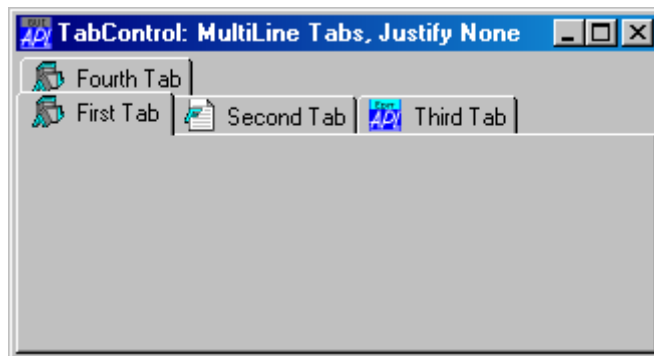 TabControl: MultiLine Tabs, Justify None
Fourth Tab
First Tab Second Tab Third Tab